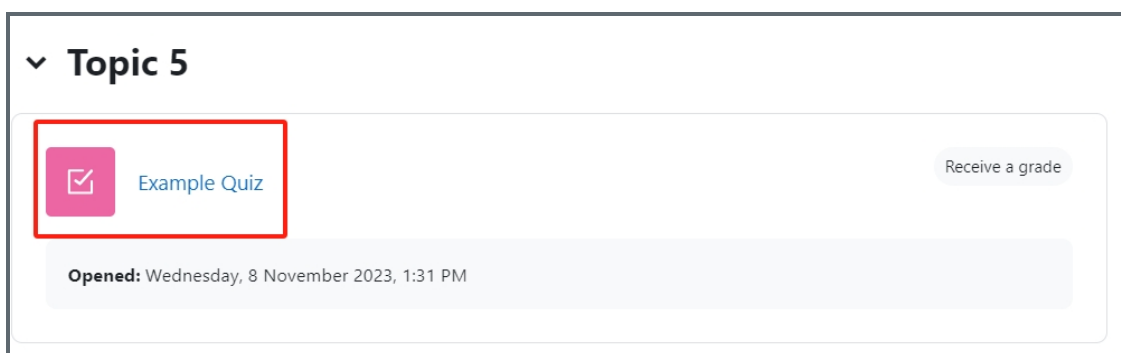 Topic 5
Example Quiz
Receive a grade
Opened: Wednesday, 8 November 2023, 1:31 PM